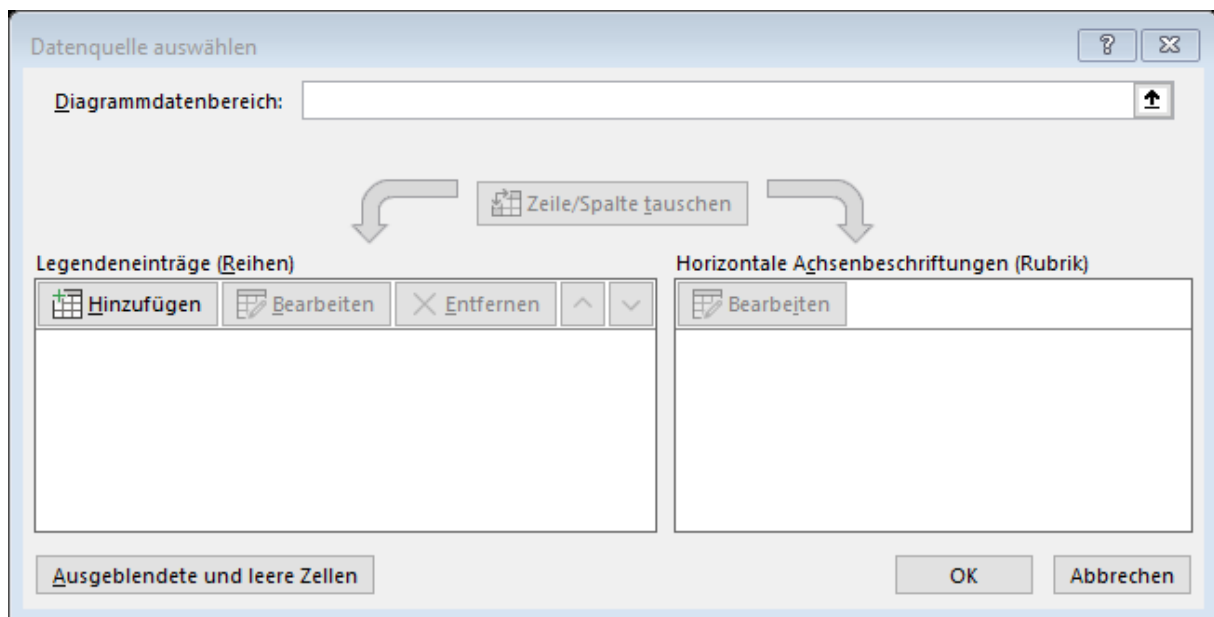 Datenquelle auswählen
Diagrammdatenbereich:
Zeile/Spalte tauschen
Legendeneinträge (Reihen)
Horizontale Achsenbeschriftungen (Rubrik)
Hinzufügen Bearbeiten Entfernen
Bearbeiten
Ausgeblendete und leere Zellen
OK Abbrechen